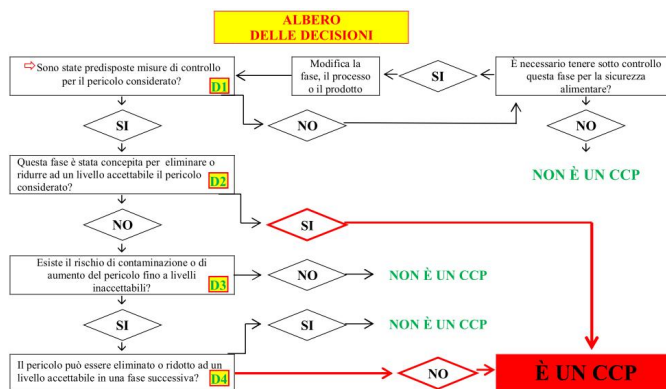 ALBERO
DELLE DECISIONI
⇨Sono state predisposte misure di controllo
per il pericolo considerato?
D1
Modifica la
fase, il processo
o il prodotto
SI
È necessario tenere sotto controllo
questa fase per la sicurezza
alimentare?
SI
NO
NO
NON È UN CCP
Questa fase è stata concepita per eliminare o
ridurre ad un livello accettabile il pericolo
considerato?
D2
NO
SI
Esiste il rischio di contaminazione o di
aumento del pericolo fino a livelli
inaccettabili?
D3
NO
NON È UN CCP
SI
SI
NON È UN CCP
Il pericolo può essere eliminato o ridotto ad un
livello accettabile in una fase successiva?
D4
NO
È UN CCP